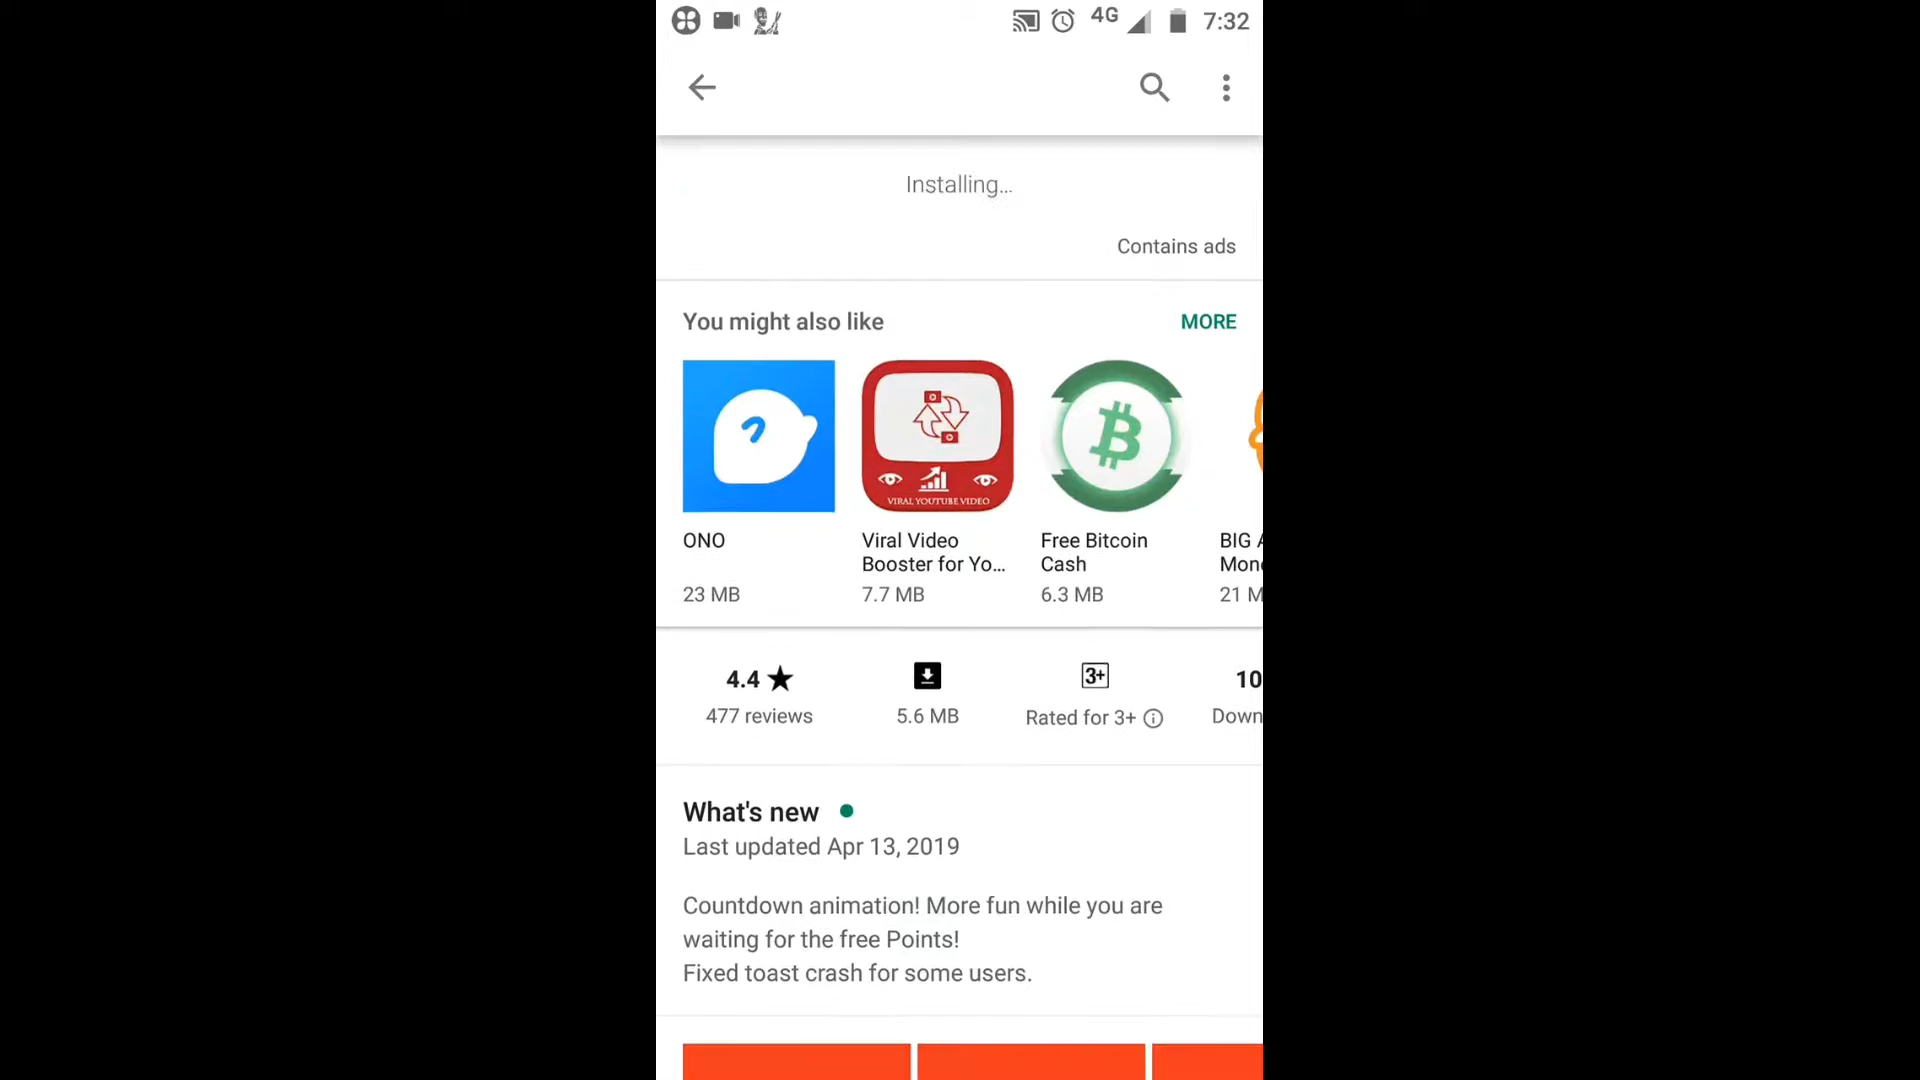 4G 7:32
Installing...
Contains ads
You might also like MORE
VIRAL YOUTUBE VIDEO
ONO
Viral Video
Booster for Yo...
Free Bitcoin
Cash
BIG
23 MB
7.7 MB
6.3 MB
21 M
4.4 ★
3+
10
477 reviews
5.6 MB
Rated for 3+
Down
What's new
Last updated Apr 13, 2019
Countdown animation! More fun while you are
waiting for the free Points!
Fixed toast crash for some users.